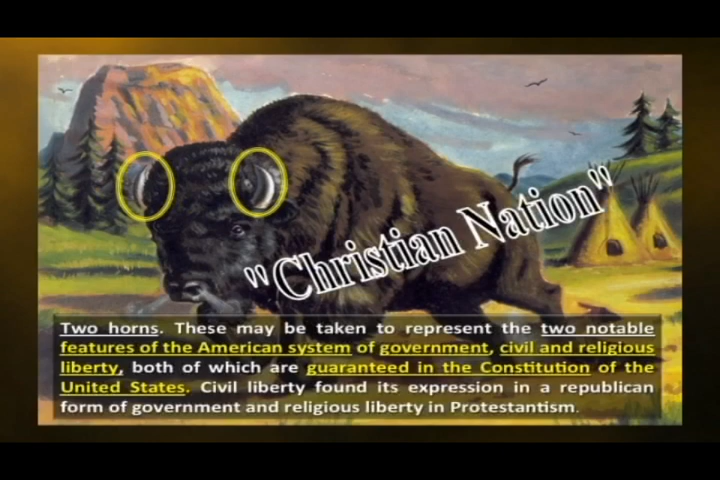 "Christian Nation"
Two horns. These may be taken to represent the two notable
features of the American system of government, civil and religious
liberty, both of which are guaranteed in the Constitution of the
United States. Civil liberty found its expression in a republican
form of government and religious liberty in Protestantism.